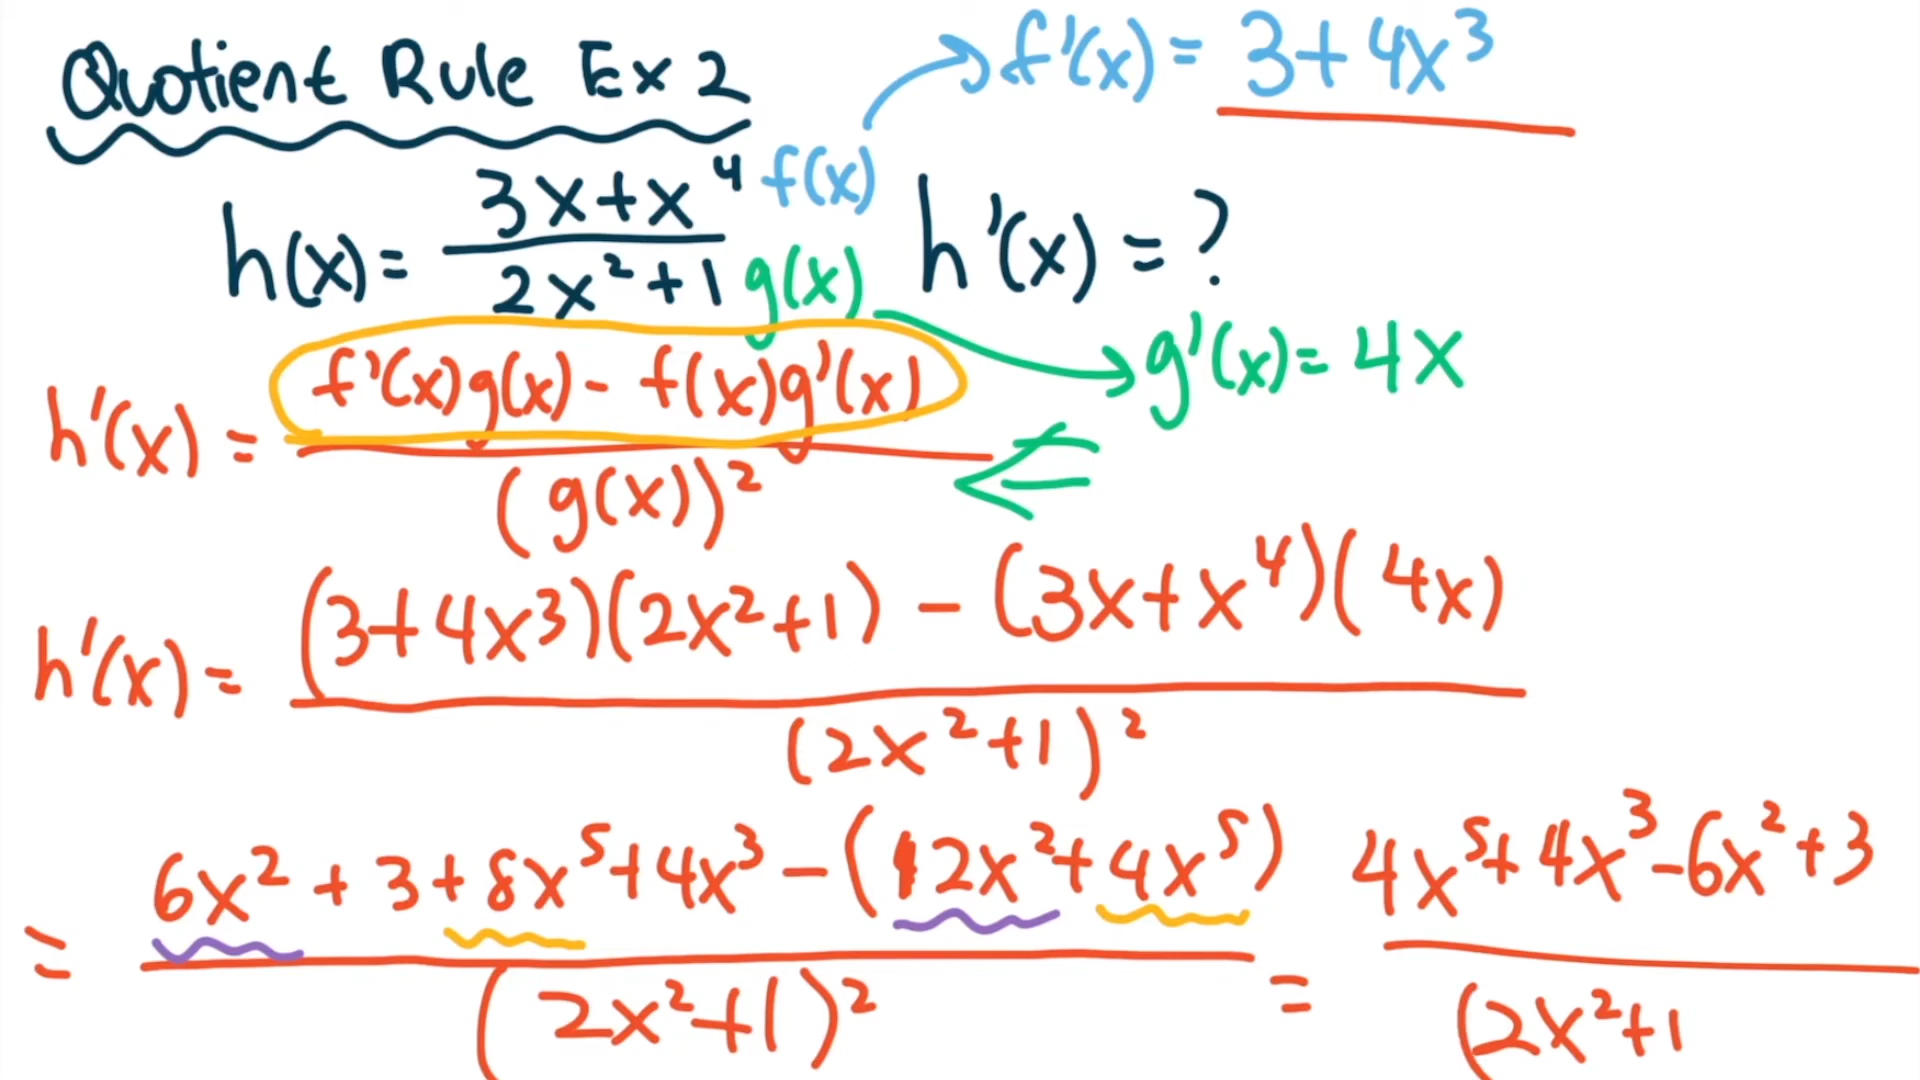 Quotient Rule Ex 2
f'(x) = 3+4x³
h(x) = (3x+x⁴)/(2x²+1)
f(x)
g(x)
h'(x) = ?
g'(x) = 4x
h'(x) = (f'(x)g(x) - f(x)g'(x))/(g(x))²
h'(x) = ((3+4x³)(2x²+1) - (3x+x⁴)(4x))/(2x²+1)²
= (6x² + 3 + 8x⁵ + 4x³ - (12x² + 4x⁵))/(2x²+1)² = (4x⁵ + 4x³ - 6x² + 3)/(2x²+1